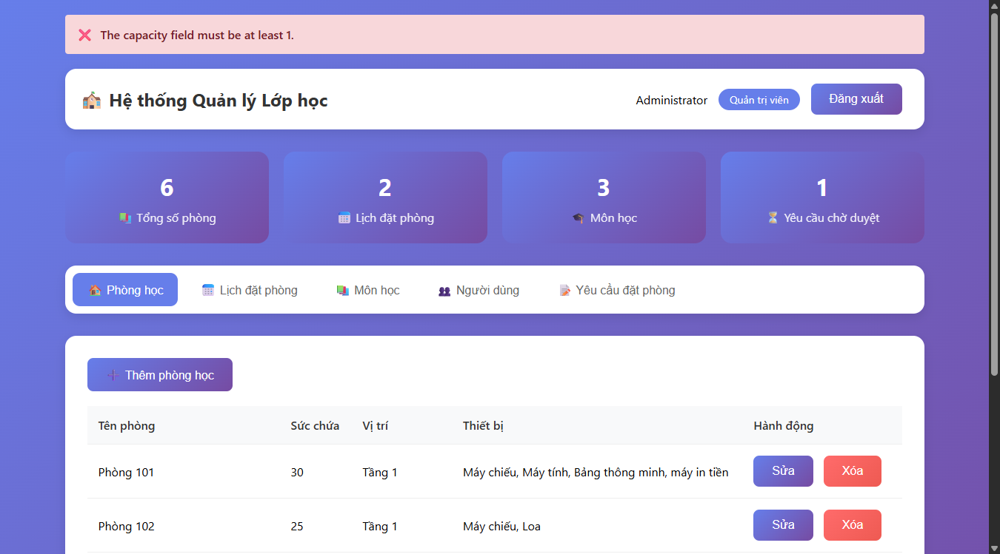 The capacity field must be at least 1.
Hệ thống Quản lý Lớp học
Administrator
Quản trị viên
Đăng xuất
6
Tổng số phòng
2
Lịch đặt phòng
3
Môn học
1
Yêu cầu chờ duyệt
Phòng học
Lịch đặt phòng
Môn học
Người dùng
Yêu cầu đặt phòng
Thêm phòng học
Tên phòng Sức chứa Vị trí Thiết bị Hành động
Phòng 101 30 Tầng 1 Máy chiếu, Máy tính, Bảng thông minh, máy in tiền Sửa Xóa
Phòng 102 25 Tầng 1 Máy chiếu, Loa Sửa Xóa